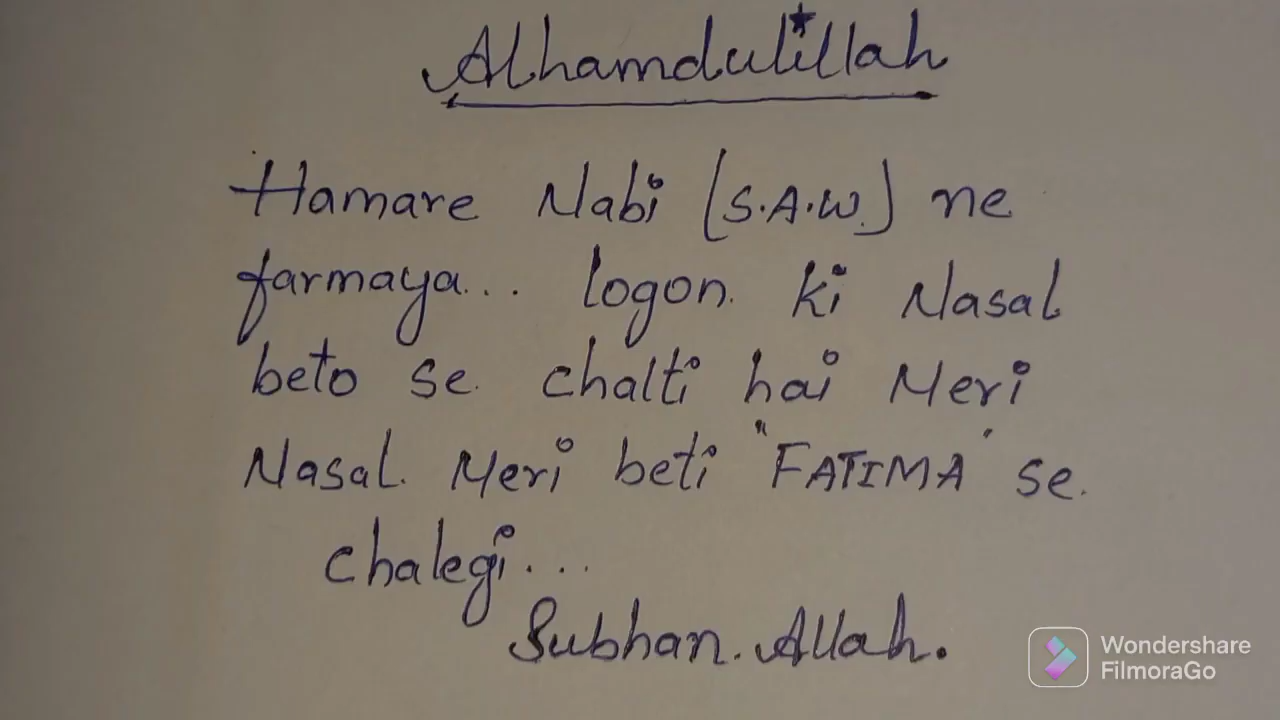 Alhamdulillah
Hamare Nabi (S.A.W.) ne
farmaya... logon. ki Nasal
beto se. chalti hai Meri
Nasal. Meri beti "FATIMA" se.
chalegi...
Subhan. Allah.
Wondershare
FilmoraGo